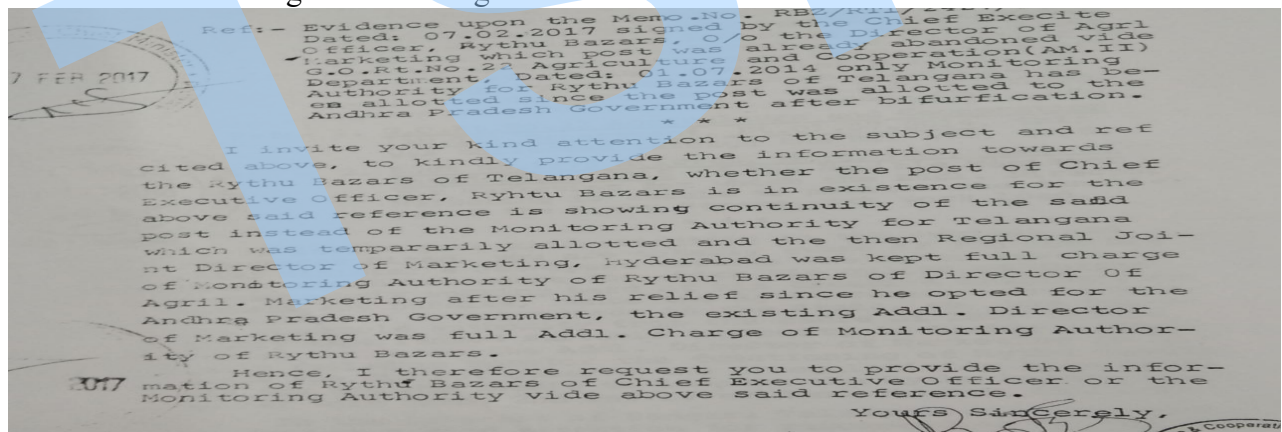 Ref:- Evidence upon the Memo.No. RBZ/RTI/
Dated: 07.02.2017 signed by the Chief Execite
Officer, Rythu Bazars, O/o the Director of Agrl
Marketing which post was already abandoned vide
G.O.Rt.No.22 Agriculture and Cooperation(AM.II)
Department, Dated: 01.07.2014 only Monitoring
Authority for Rythu Bazars of Telangana has be-
en allotted since the post was allotted to the
Andhra Pradesh Government after bifurfication.
7 FEB 2017
* * *
I invite your kind attention to the subject and ref
cited above, to kindly provide the information towards
the Rythu Bazars of Telangana, whether the post of Chief
Executive Officer, Ryhtu Bazars is in existence for the
above said reference is showing continuity of the said
post instead of the Monitoring Authority for Telangana
which was tempararily allotted and the then Regional Joi-
nt Director of Marketing, Hyderabad was kept full charge
of Monitoring Authority of Rythu Bazars of Director Of
Agril. Marketing after his relief since he opted for the
Andhra Pradesh Government, the existing Addl. Director
of Marketing was full Addl. Charge of Monitoring Author-
ity of Rythu Bazars.
Hence, I therefore request you to provide the infor-
2017
mation of Rythu Bazars of Chief Executive Officer or the
Monitoring Authority vide above said reference.
Yours Sincerely,
Cooperat